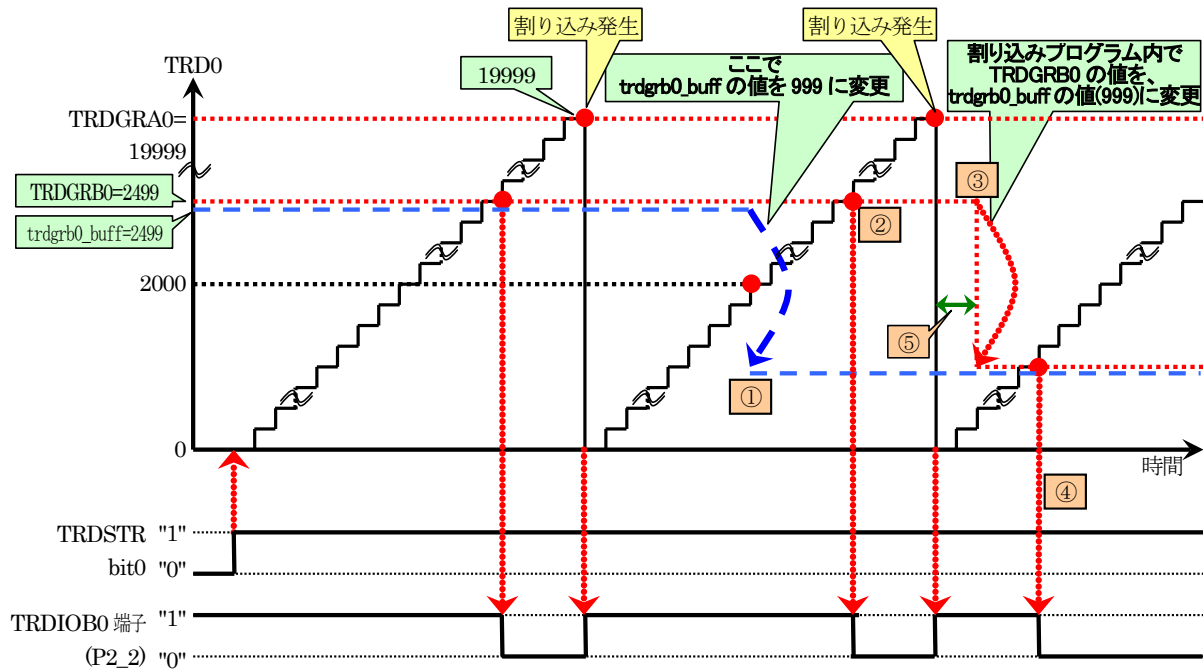 割り込み発生
割り込み発生
ここで
trdgrb0_buff の値を 999 に変更
割り込みプログラム内で
TRDGRB0 の値を、
trdgrb0_buff の値(999)に変更
TRD0
19999
TRDGRA0=
19999
TRDGRB0=2499
trdgrb0_buff=2499
③
②
2000
⑤
①
0
時間
④
TRDSTR "1"
bit0 "0"
TRDIOB0 端子 "1"
(P2_2) "0"